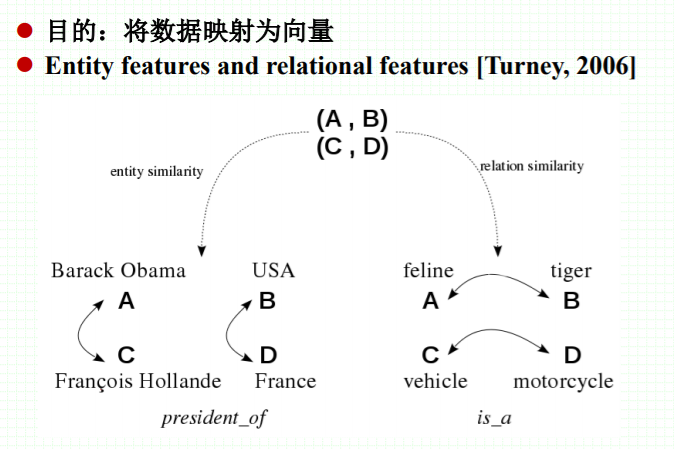 目的：将数据映射为向量
Entity features and relational features [Turney, 2006]
(A , B)
(C , D)
entity similarity
relation similarity
Barack Obama USA feline tiger
A B A B
C D C D
François Hollande France vehicle motorcycle
president_of is_a